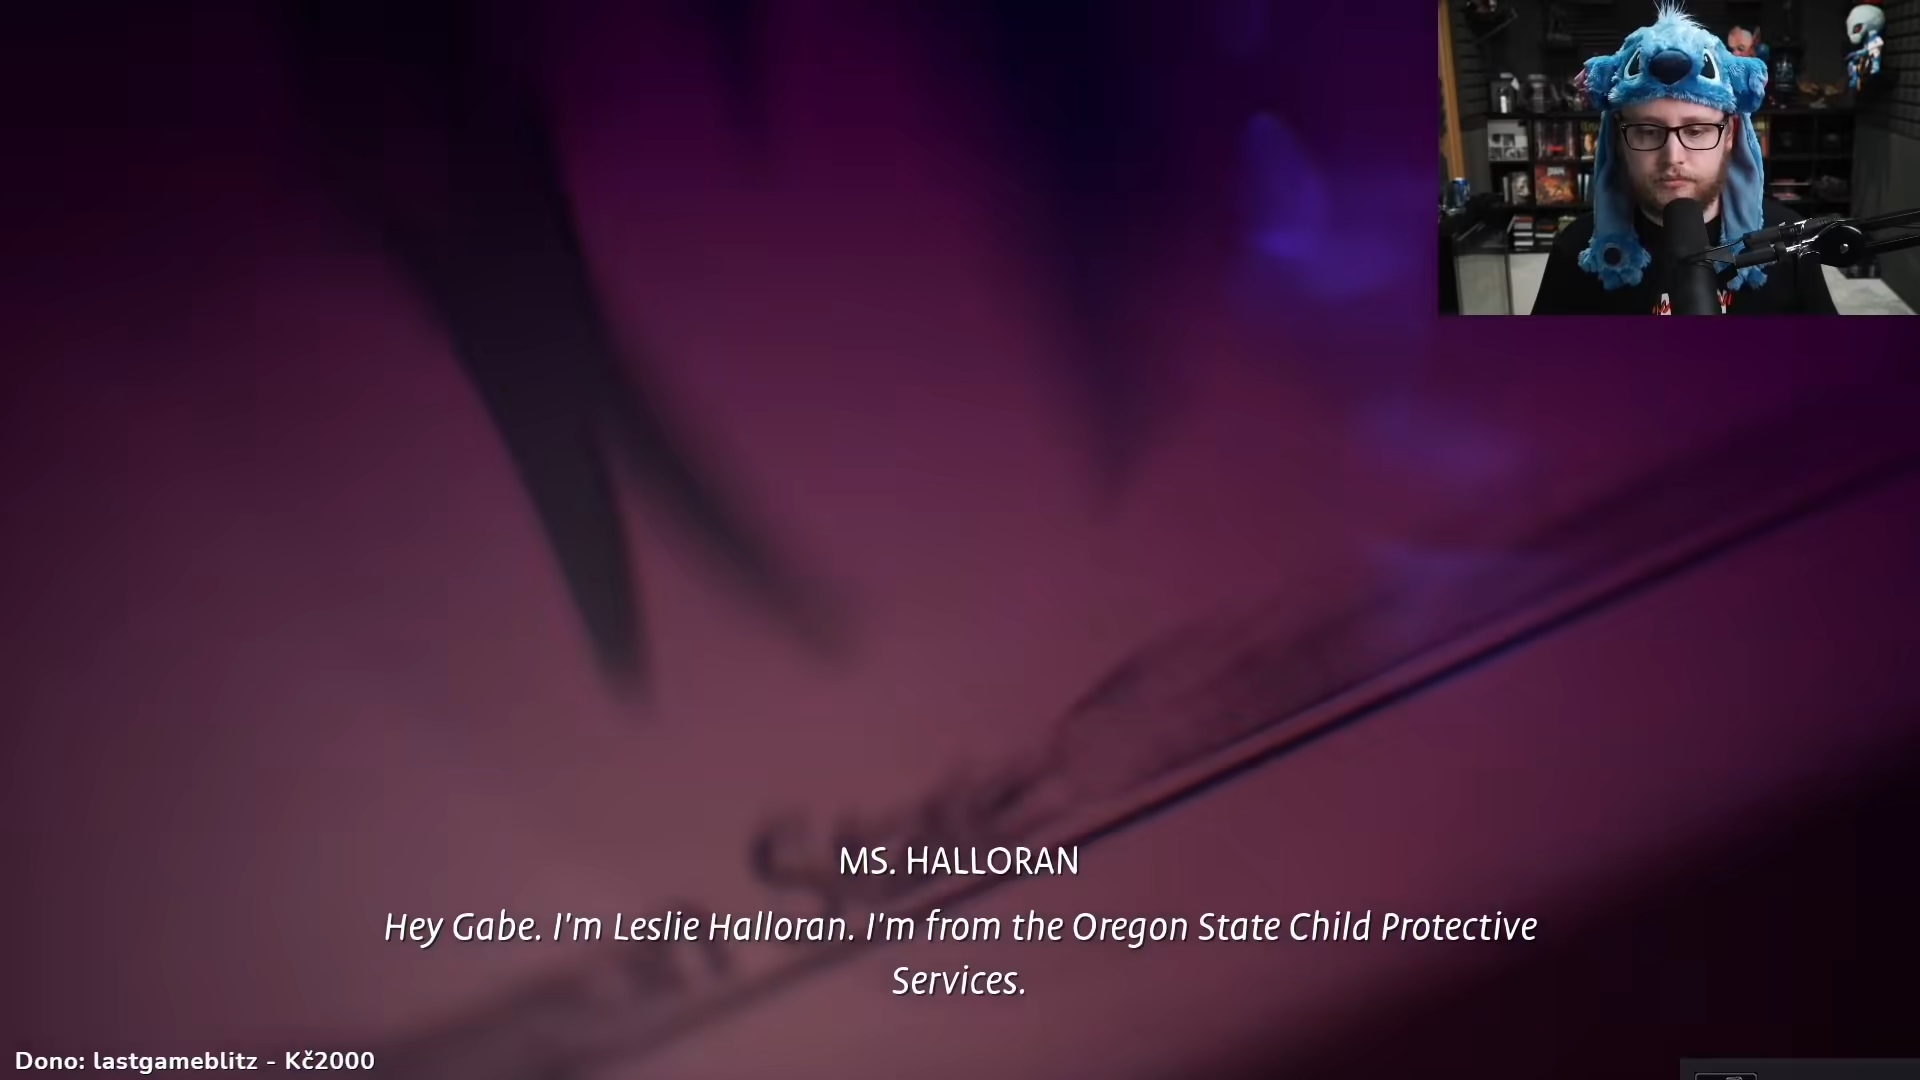 MS. HALLORAN
Hey Gabe. I'm Leslie Halloran. I'm from the Oregon State Child Protective
Services.
Dono: lastgameblitz - Kč2000